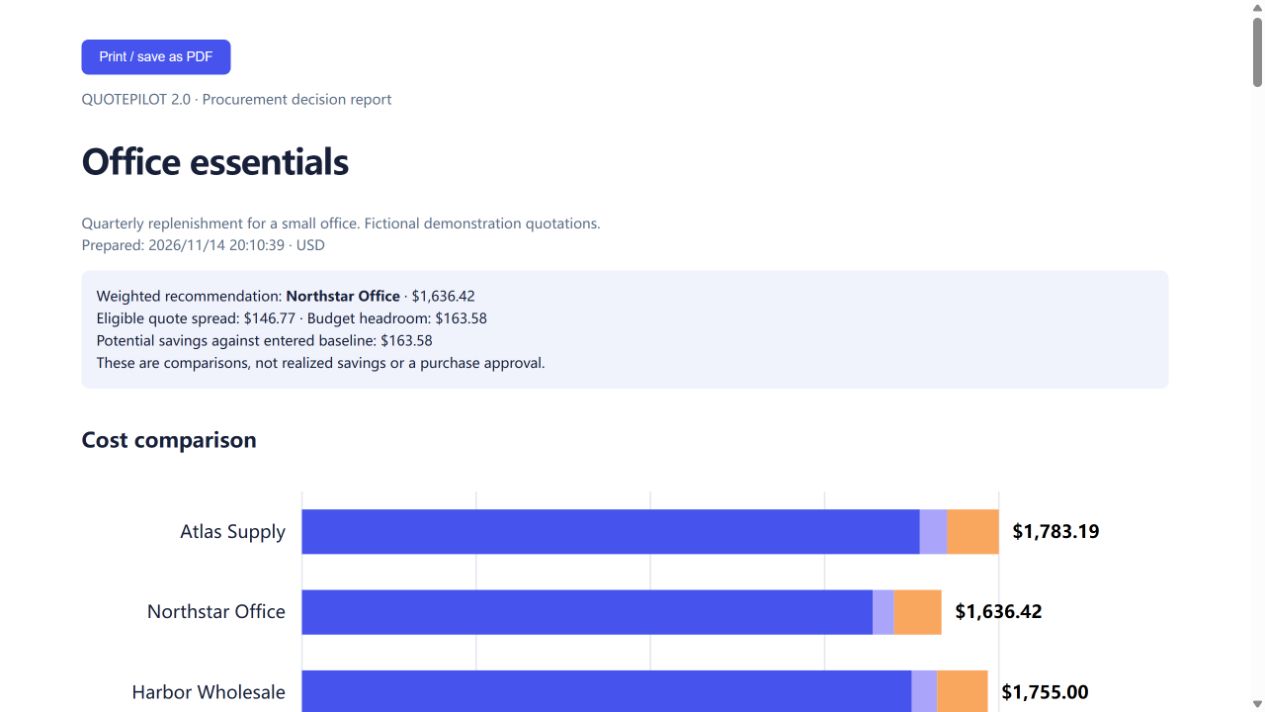 Print / save as PDF
QUOTEPILOT 2.0 · Procurement decision report
Office essentials
Quarterly replenishment for a small office. Fictional demonstration quotations.
Prepared: 2026/11/14 20:10:39 · USD
Weighted recommendation: Northstar Office · $1,636.42
Eligible quote spread: $146.77 · Budget headroom: $163.58
Potential savings against entered baseline: $163.58
These are comparisons, not realized savings or a purchase approval.
Cost comparison
Atlas Supply $1,783.19
Northstar Office $1,636.42
Harbor Wholesale $1,755.00